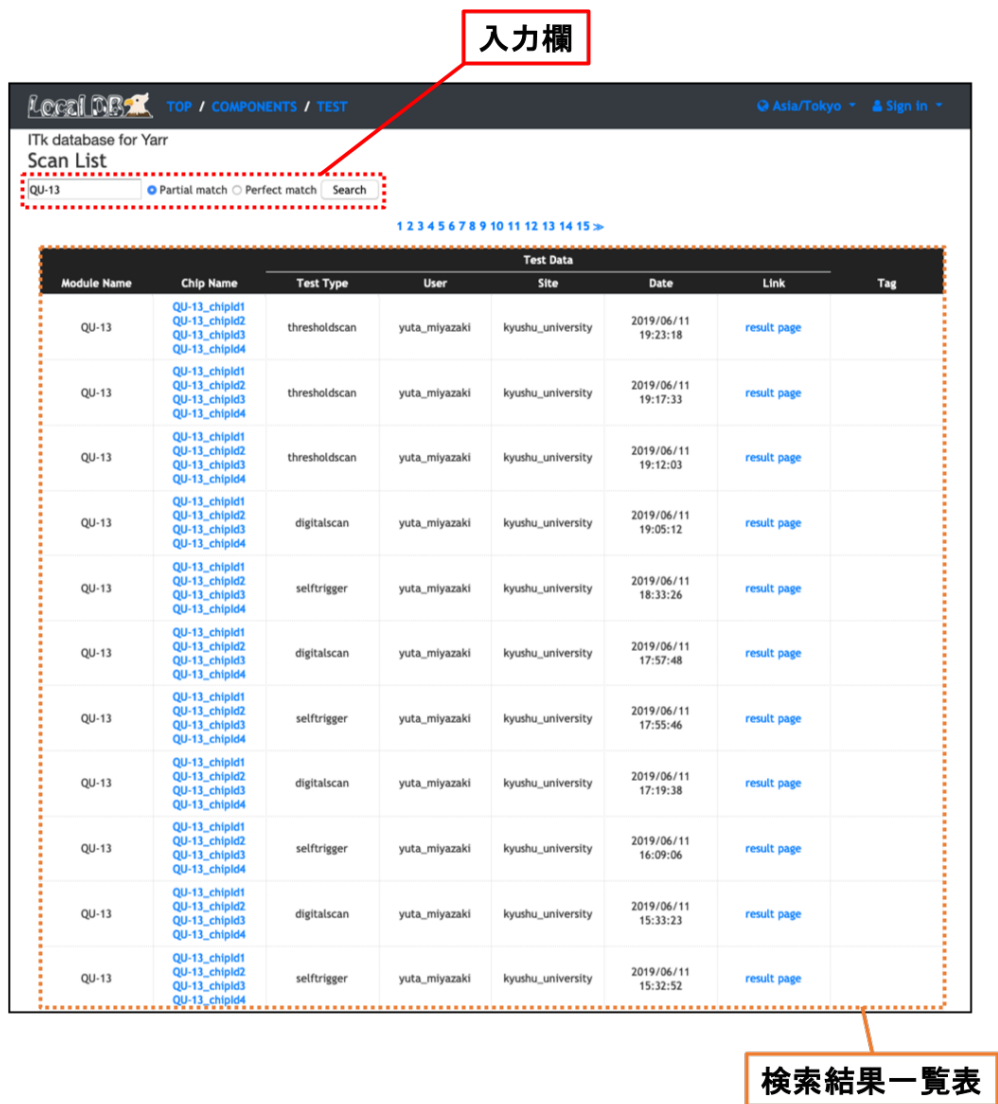 入力欄
Local DB TOP / COMPONENTS / TEST Asia/Tokyo Sign in
ITk database for Yarr
Scan List
QU-13 Partial match Perfect match Search
1 2 3 4 5 6 7 8 9 10 11 12 13 14 15 ≫
Test Data
Module Name Chip Name Test Type User Site Date Link Tag
QU-13_chipId1
QU-13_chipId2
QU-13_chipId3
QU-13_chipId4
QU-13 thresholdscan yuta_miyazaki kyushu_university 2019/06/11 19:23:18 result page
QU-13_chipId1
QU-13_chipId2
QU-13_chipId3
QU-13_chipId4
QU-13 thresholdscan yuta_miyazaki kyushu_university 2019/06/11 19:17:33 result page
QU-13_chipId1
QU-13_chipId2
QU-13_chipId3
QU-13_chipId4
QU-13 thresholdscan yuta_miyazaki kyushu_university 2019/06/11 19:12:03 result page
QU-13_chipId1
QU-13_chipId2
QU-13_chipId3
QU-13_chipId4
QU-13 digitalscan yuta_miyazaki kyushu_university 2019/06/11 19:05:12 result page
QU-13_chipId1
QU-13_chipId2
QU-13_chipId3
QU-13_chipId4
QU-13 selftrigger yuta_miyazaki kyushu_university 2019/06/11 18:33:26 result page
QU-13_chipId1
QU-13_chipId2
QU-13_chipId3
QU-13_chipId4
QU-13 digitalscan yuta_miyazaki kyushu_university 2019/06/11 17:57:48 result page
QU-13_chipId1
QU-13_chipId2
QU-13_chipId3
QU-13_chipId4
QU-13 selftrigger yuta_miyazaki kyushu_university 2019/06/11 17:55:46 result page
QU-13_chipId1
QU-13_chipId2
QU-13_chipId3
QU-13_chipId4
QU-13 digitalscan yuta_miyazaki kyushu_university 2019/06/11 17:19:38 result page
QU-13_chipId1
QU-13_chipId2
QU-13_chipId3
QU-13_chipId4
QU-13 selftrigger yuta_miyazaki kyushu_university 2019/06/11 16:09:06 result page
QU-13_chipId1
QU-13_chipId2
QU-13_chipId3
QU-13_chipId4
QU-13 digitalscan yuta_miyazaki kyushu_university 2019/06/11 15:33:23 result page
QU-13_chipId1
QU-13_chipId2
QU-13_chipId3
QU-13_chipId4
QU-13 selftrigger yuta_miyazaki kyushu_university 2019/06/11 15:32:52 result page
検索結果一覧表